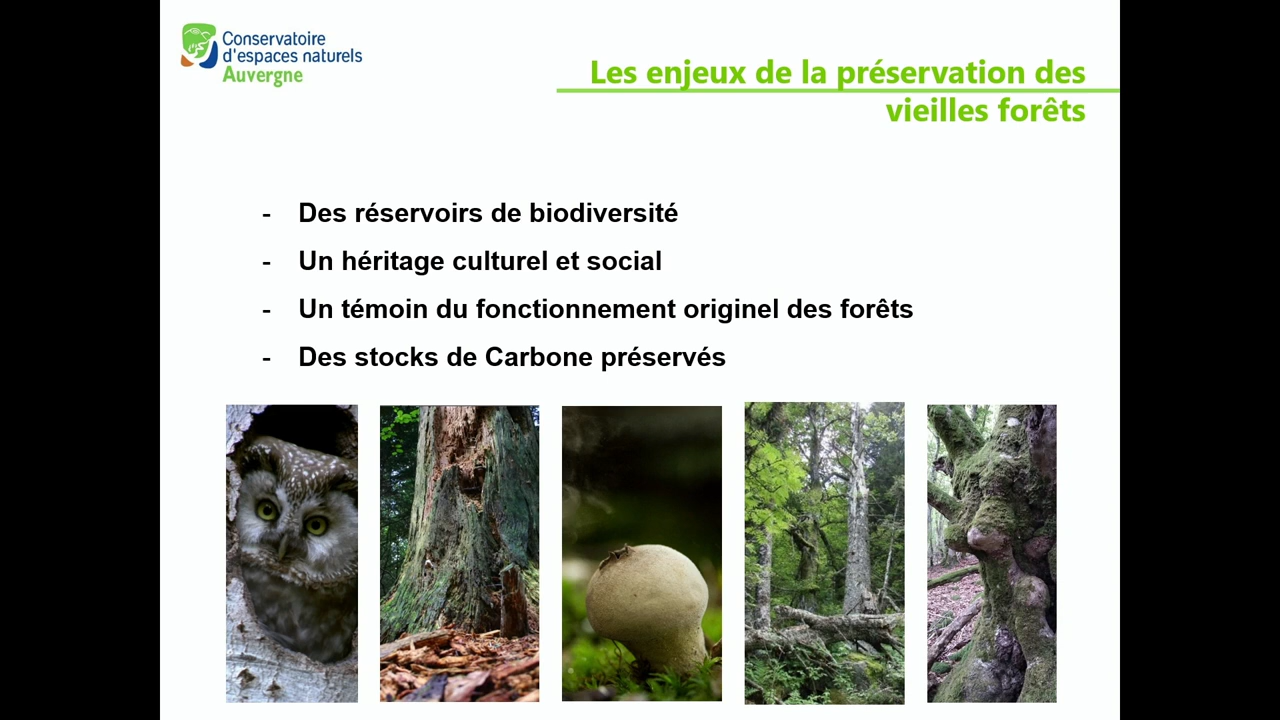 Conservatoire
d'espaces naturels
Auvergne
Les enjeux de la préservation des
vieilles forêts
- Des réservoirs de biodiversité
- Un héritage culturel et social
- Un témoin du fonctionnement originel des forêts
- Des stocks de Carbone préservés